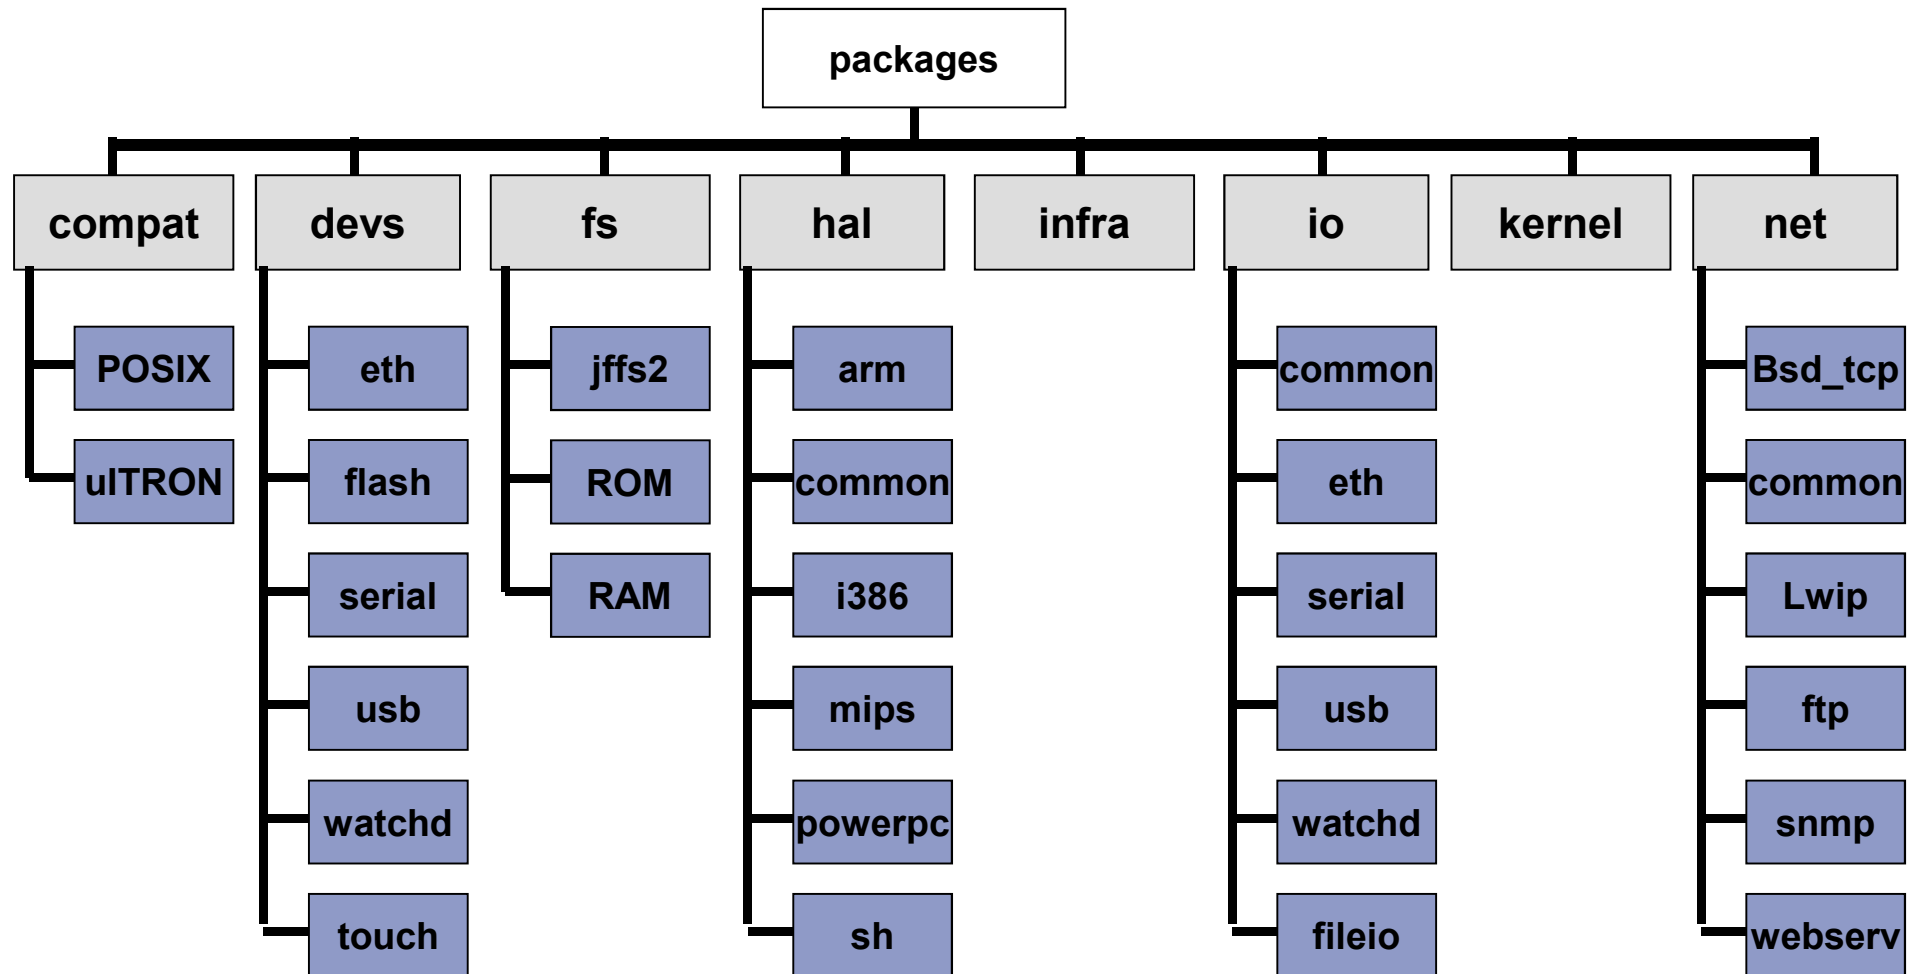 packages
compat
devs
fs
hal
infra
io
kernel
net
POSIX
uITRON
eth
flash
serial
usb
watchd
touch
jffs2
ROM
RAM
arm
common
i386
mips
powerpc
sh
common
eth
serial
usb
watchd
fileio
Bsd_tcp
common
Lwip
ftp
snmp
webserv